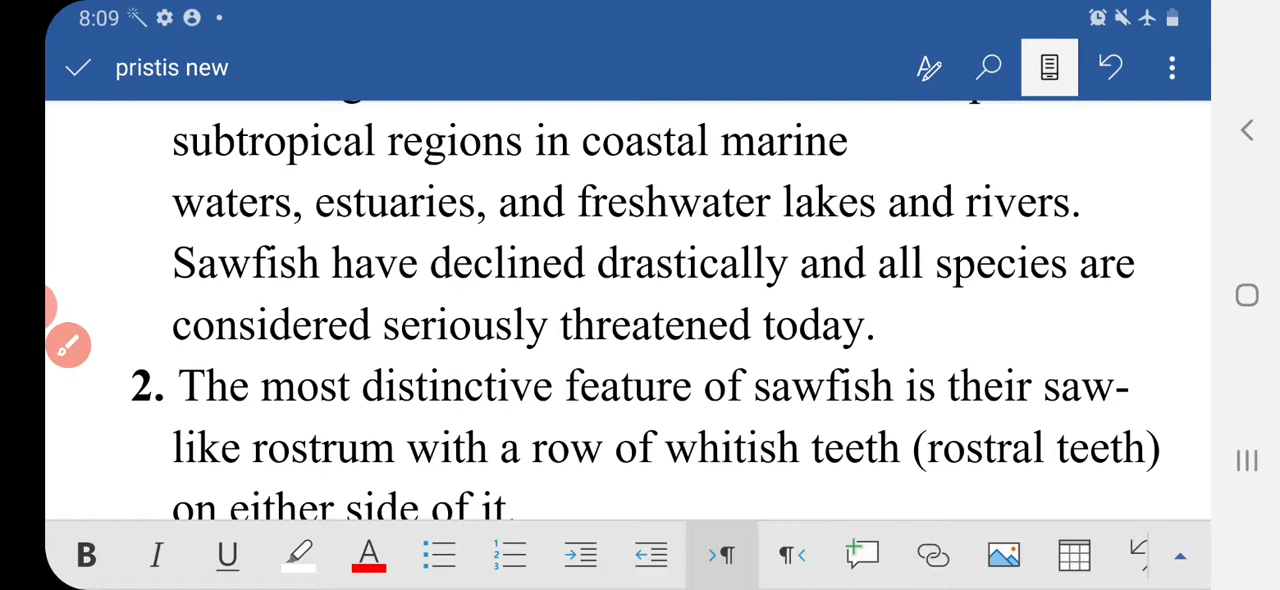 8:09
pristis new
subtropical regions in coastal marine
waters, estuaries, and freshwater lakes and rivers.
Sawfish have declined drastically and all species are
considered seriously threatened today.
2. The most distinctive feature of sawfish is their saw-
like rostrum with a row of whitish teeth (rostral teeth)
on either side of it.
B I U A